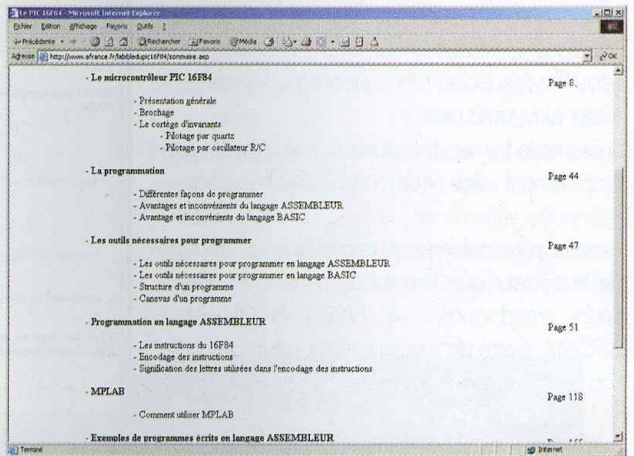 Le PIC 16F84 - Microsoft Internet Explorer
Fichier Edition Affichage Favoris Outils ?
Précédente Rechercher Favoris Média
Adresse http://www.efrance.fr/labibledupic16f84/sommaire.asp OK
- Le microcontrôleur PIC 16F84 Page 8.
- Présentation générale
- Brochage
- Le cortège d'invariants
- Pilotage par quartz
- Pilotage par oscillateur R/C
- La programmation Page 44
- Différentes façons de programmer
- Avantages et inconvénients du langage ASSEMBLEUR
- Avantage et inconvénients du langage BASIC
- Les outils nécessaires pour programmer Page 47
- Les outils nécessaires pour programmer en langage ASSEMBLEUR
- Les outils nécessaires pour programmer en langage BASIC
- Structure d'un programme
- Canevas d'un programme
- Programmation en langage ASSEMBLEUR Page 51
- Les instructions du 16F84
- Encodage des instructions
- Signification des lettres utilisées dans l'encodage des instructions
- MPLAB Page 118
- Comment utiliser MPLAB
- Exemples de programmes écrits en langage ASSEMBLEUR
Terminé Internet